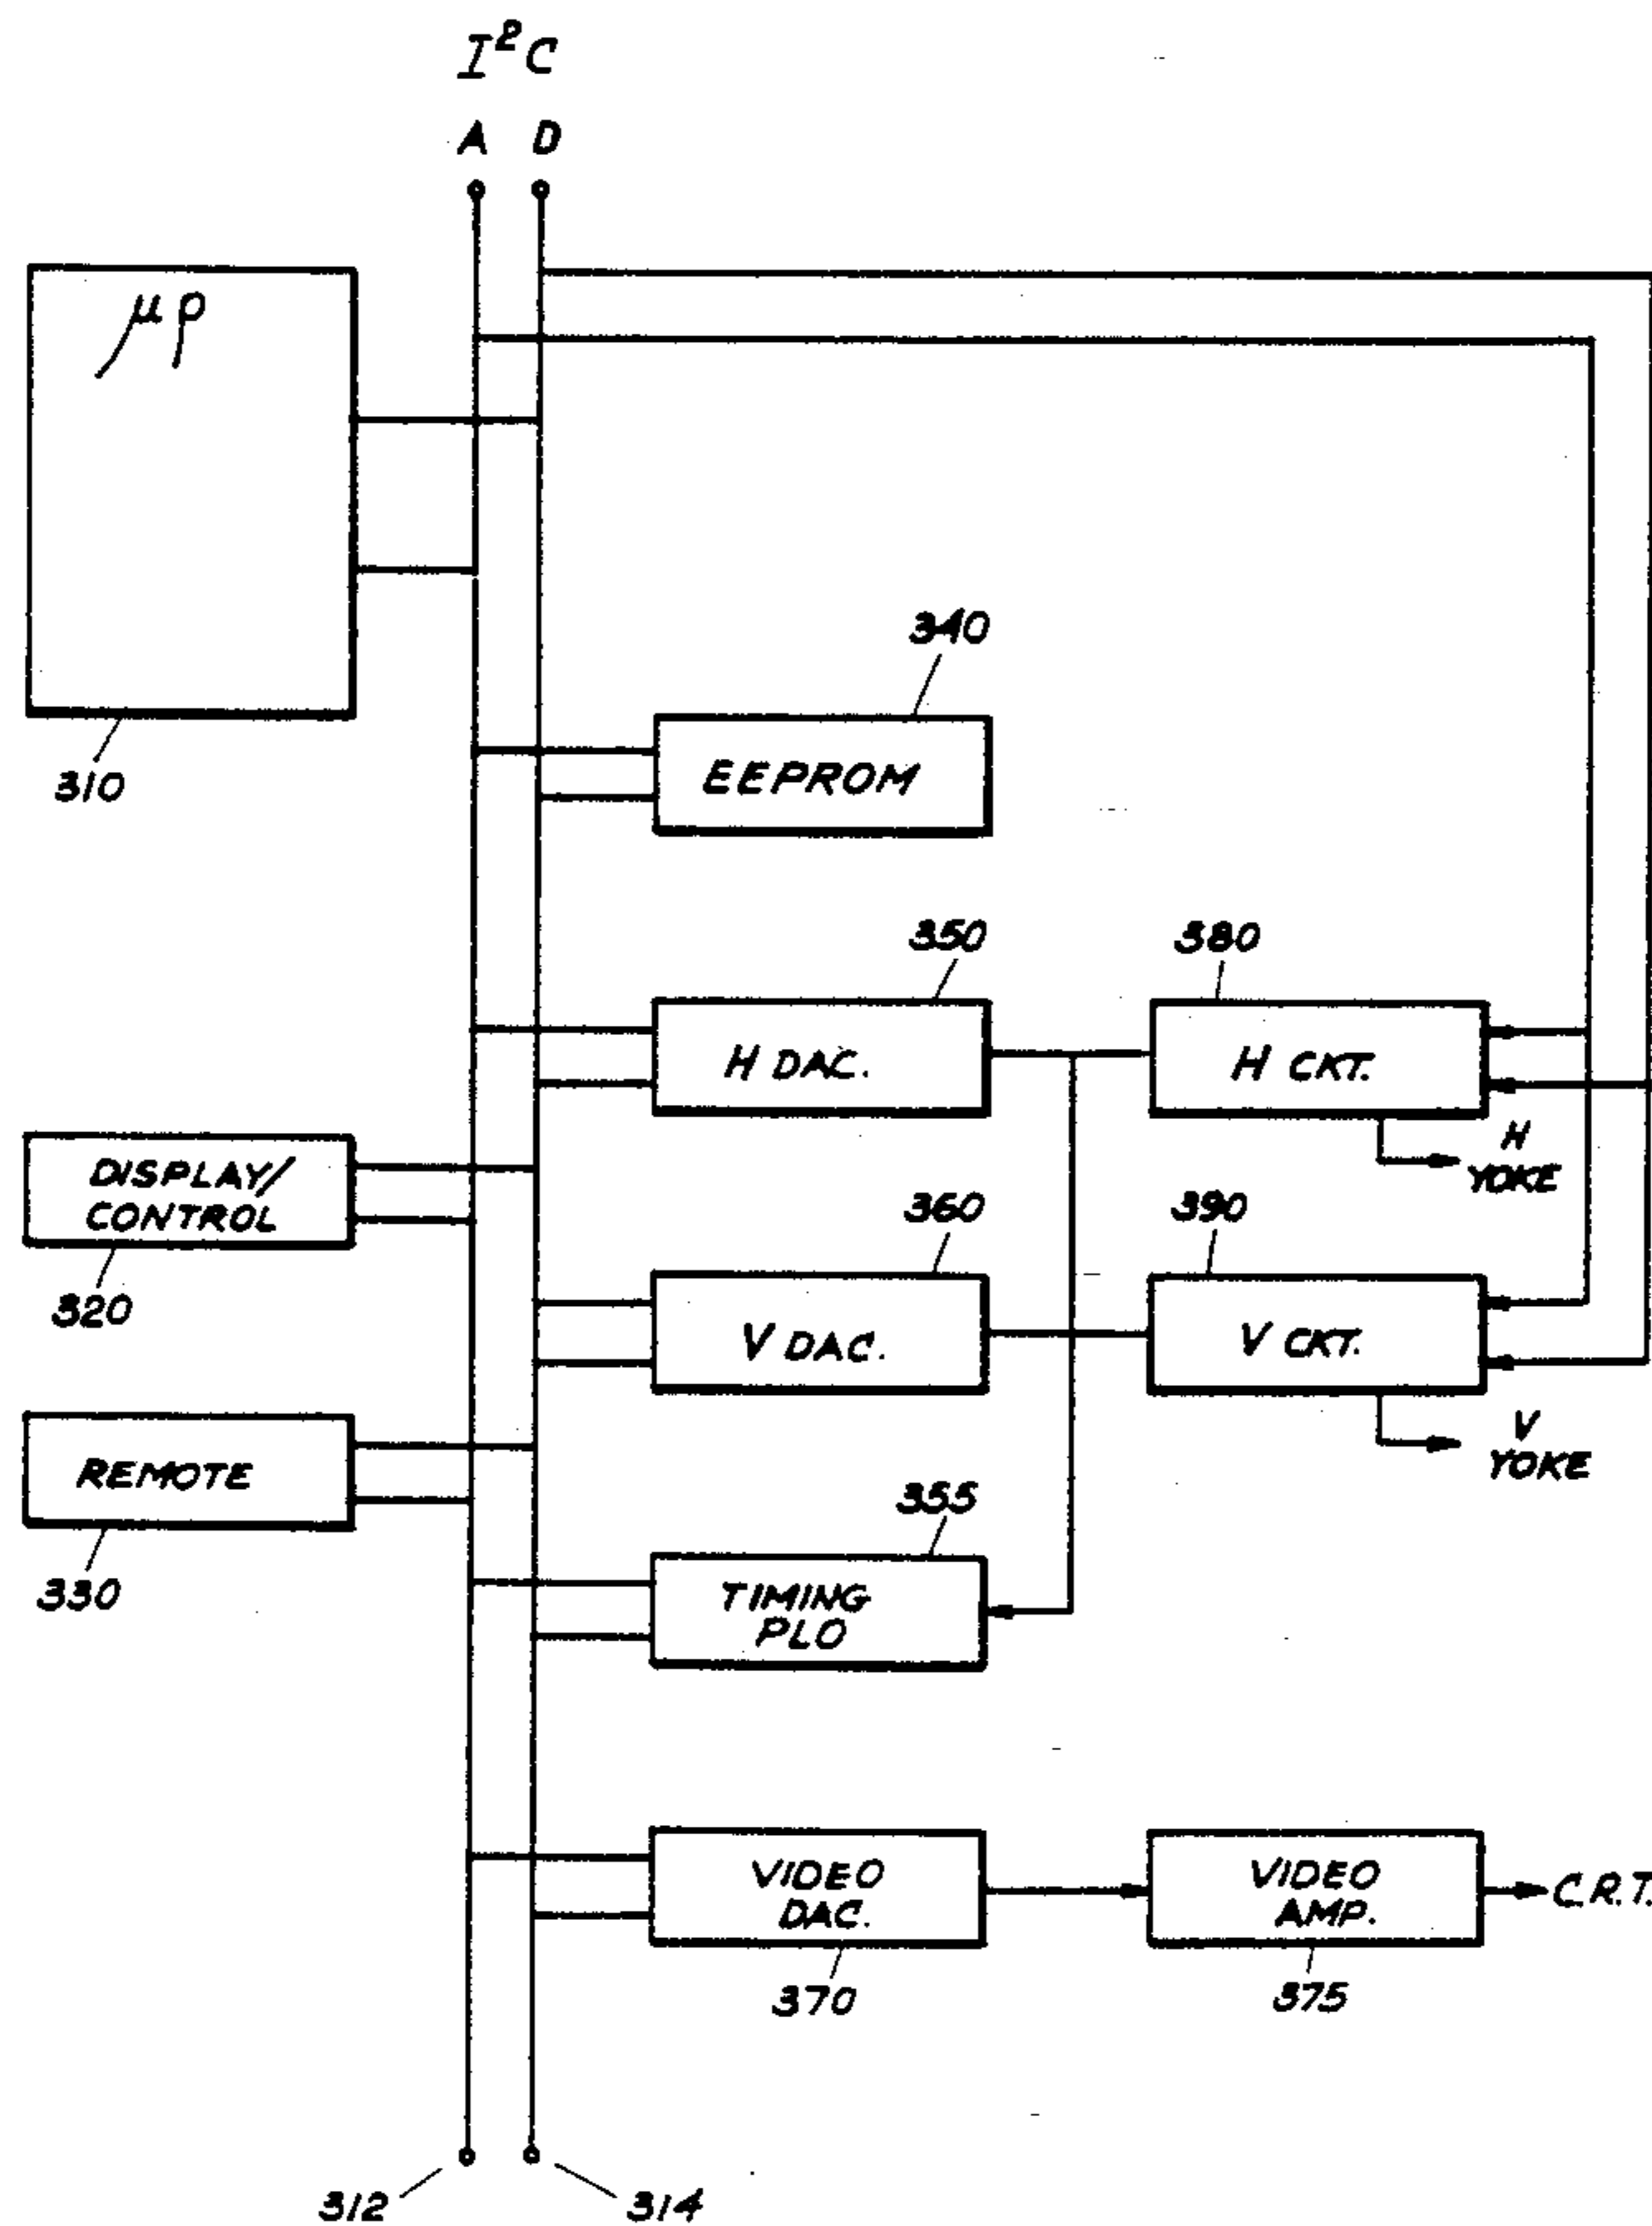 I²C
A D
μP
340
EEPROM
310
350
380
H DAC.
H CKT.
H
YOKE
DISPLAY/
CONTROL
320
360
390
V DAC.
V CKT.
V
YOKE
REMOTE
330
355
TIMING
PLO
VIDEO
DAC.
VIDEO
AMP.
C.R.T.
370
375
312
314